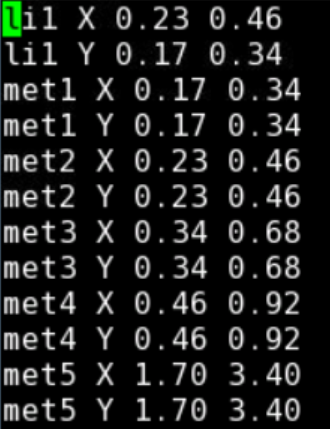 li1 X 0.23 0.46
li1 Y 0.17 0.34
met1 X 0.17 0.34
met1 Y 0.17 0.34
met2 X 0.23 0.46
met2 Y 0.23 0.46
met3 X 0.34 0.68
met3 Y 0.34 0.68
met4 X 0.46 0.92
met4 Y 0.46 0.92
met5 X 1.70 3.40
met5 Y 1.70 3.40